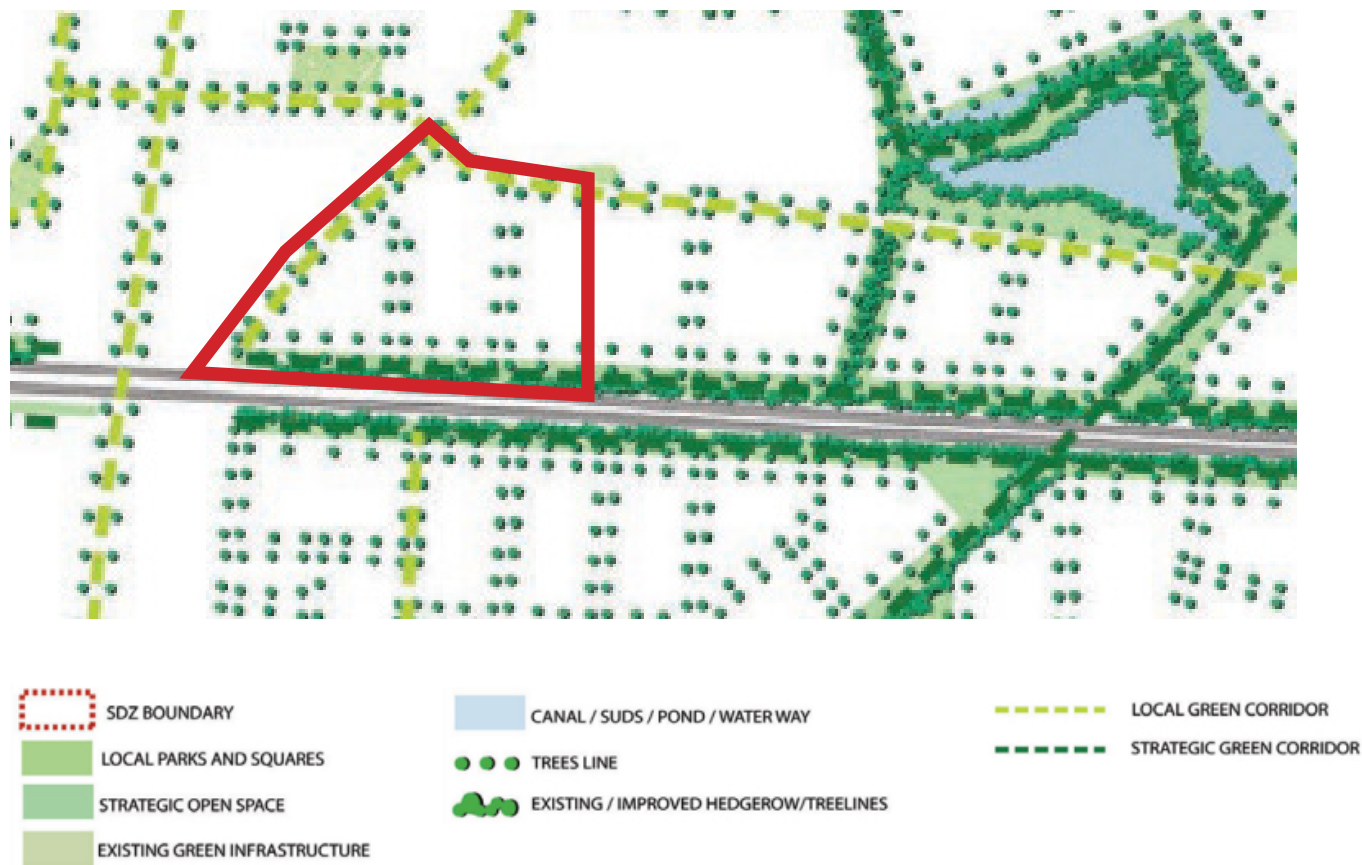 SDZ BOUNDARY
LOCAL PARKS AND SQUARES
STRATEGIC OPEN SPACE
EXISTING GREEN INFRASTRUCTURE
CANAL / SUDS / POND / WATER WAY
TREES LINE
EXISTING / IMPROVED HEDGEROW/TREELINES
LOCAL GREEN CORRIDOR
STRATEGIC GREEN CORRIDOR